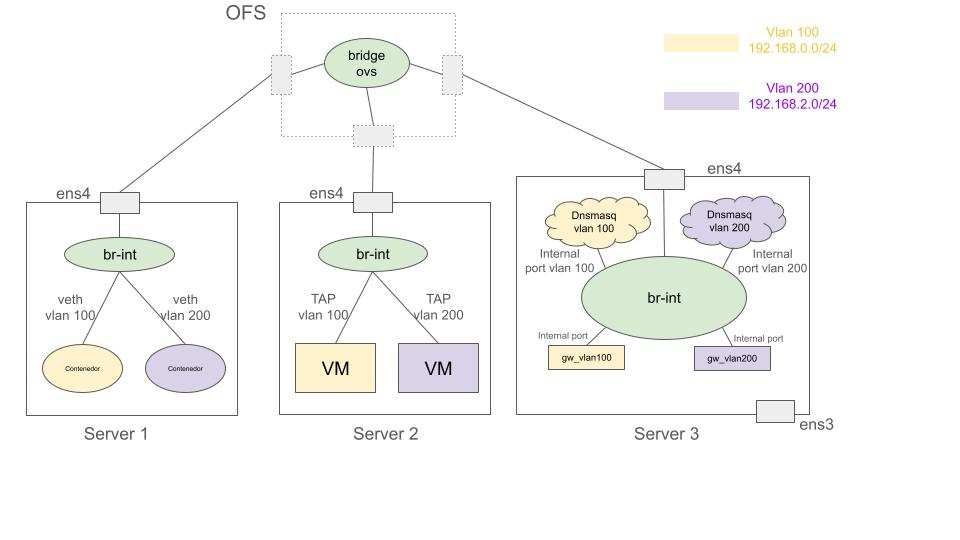 OFS
bridge
ovs
Vlan 100
192.168.0.0/24
Vlan 200
192.168.2.0/24
ens4
br-int
veth
vlan 100
veth
vlan 200
Contenedor
Contenedor
Server 1
ens4
br-int
TAP
vlan 100
TAP
vlan 200
VM
VM
Server 2
ens4
Dnsmasq
vlan 100
Dnsmasq
vlan 200
Internal
port vlan 100
Internal
port vlan 200
br-int
Internal port
Internal port
gw_vlan100
gw_vlan200
ens3
Server 3